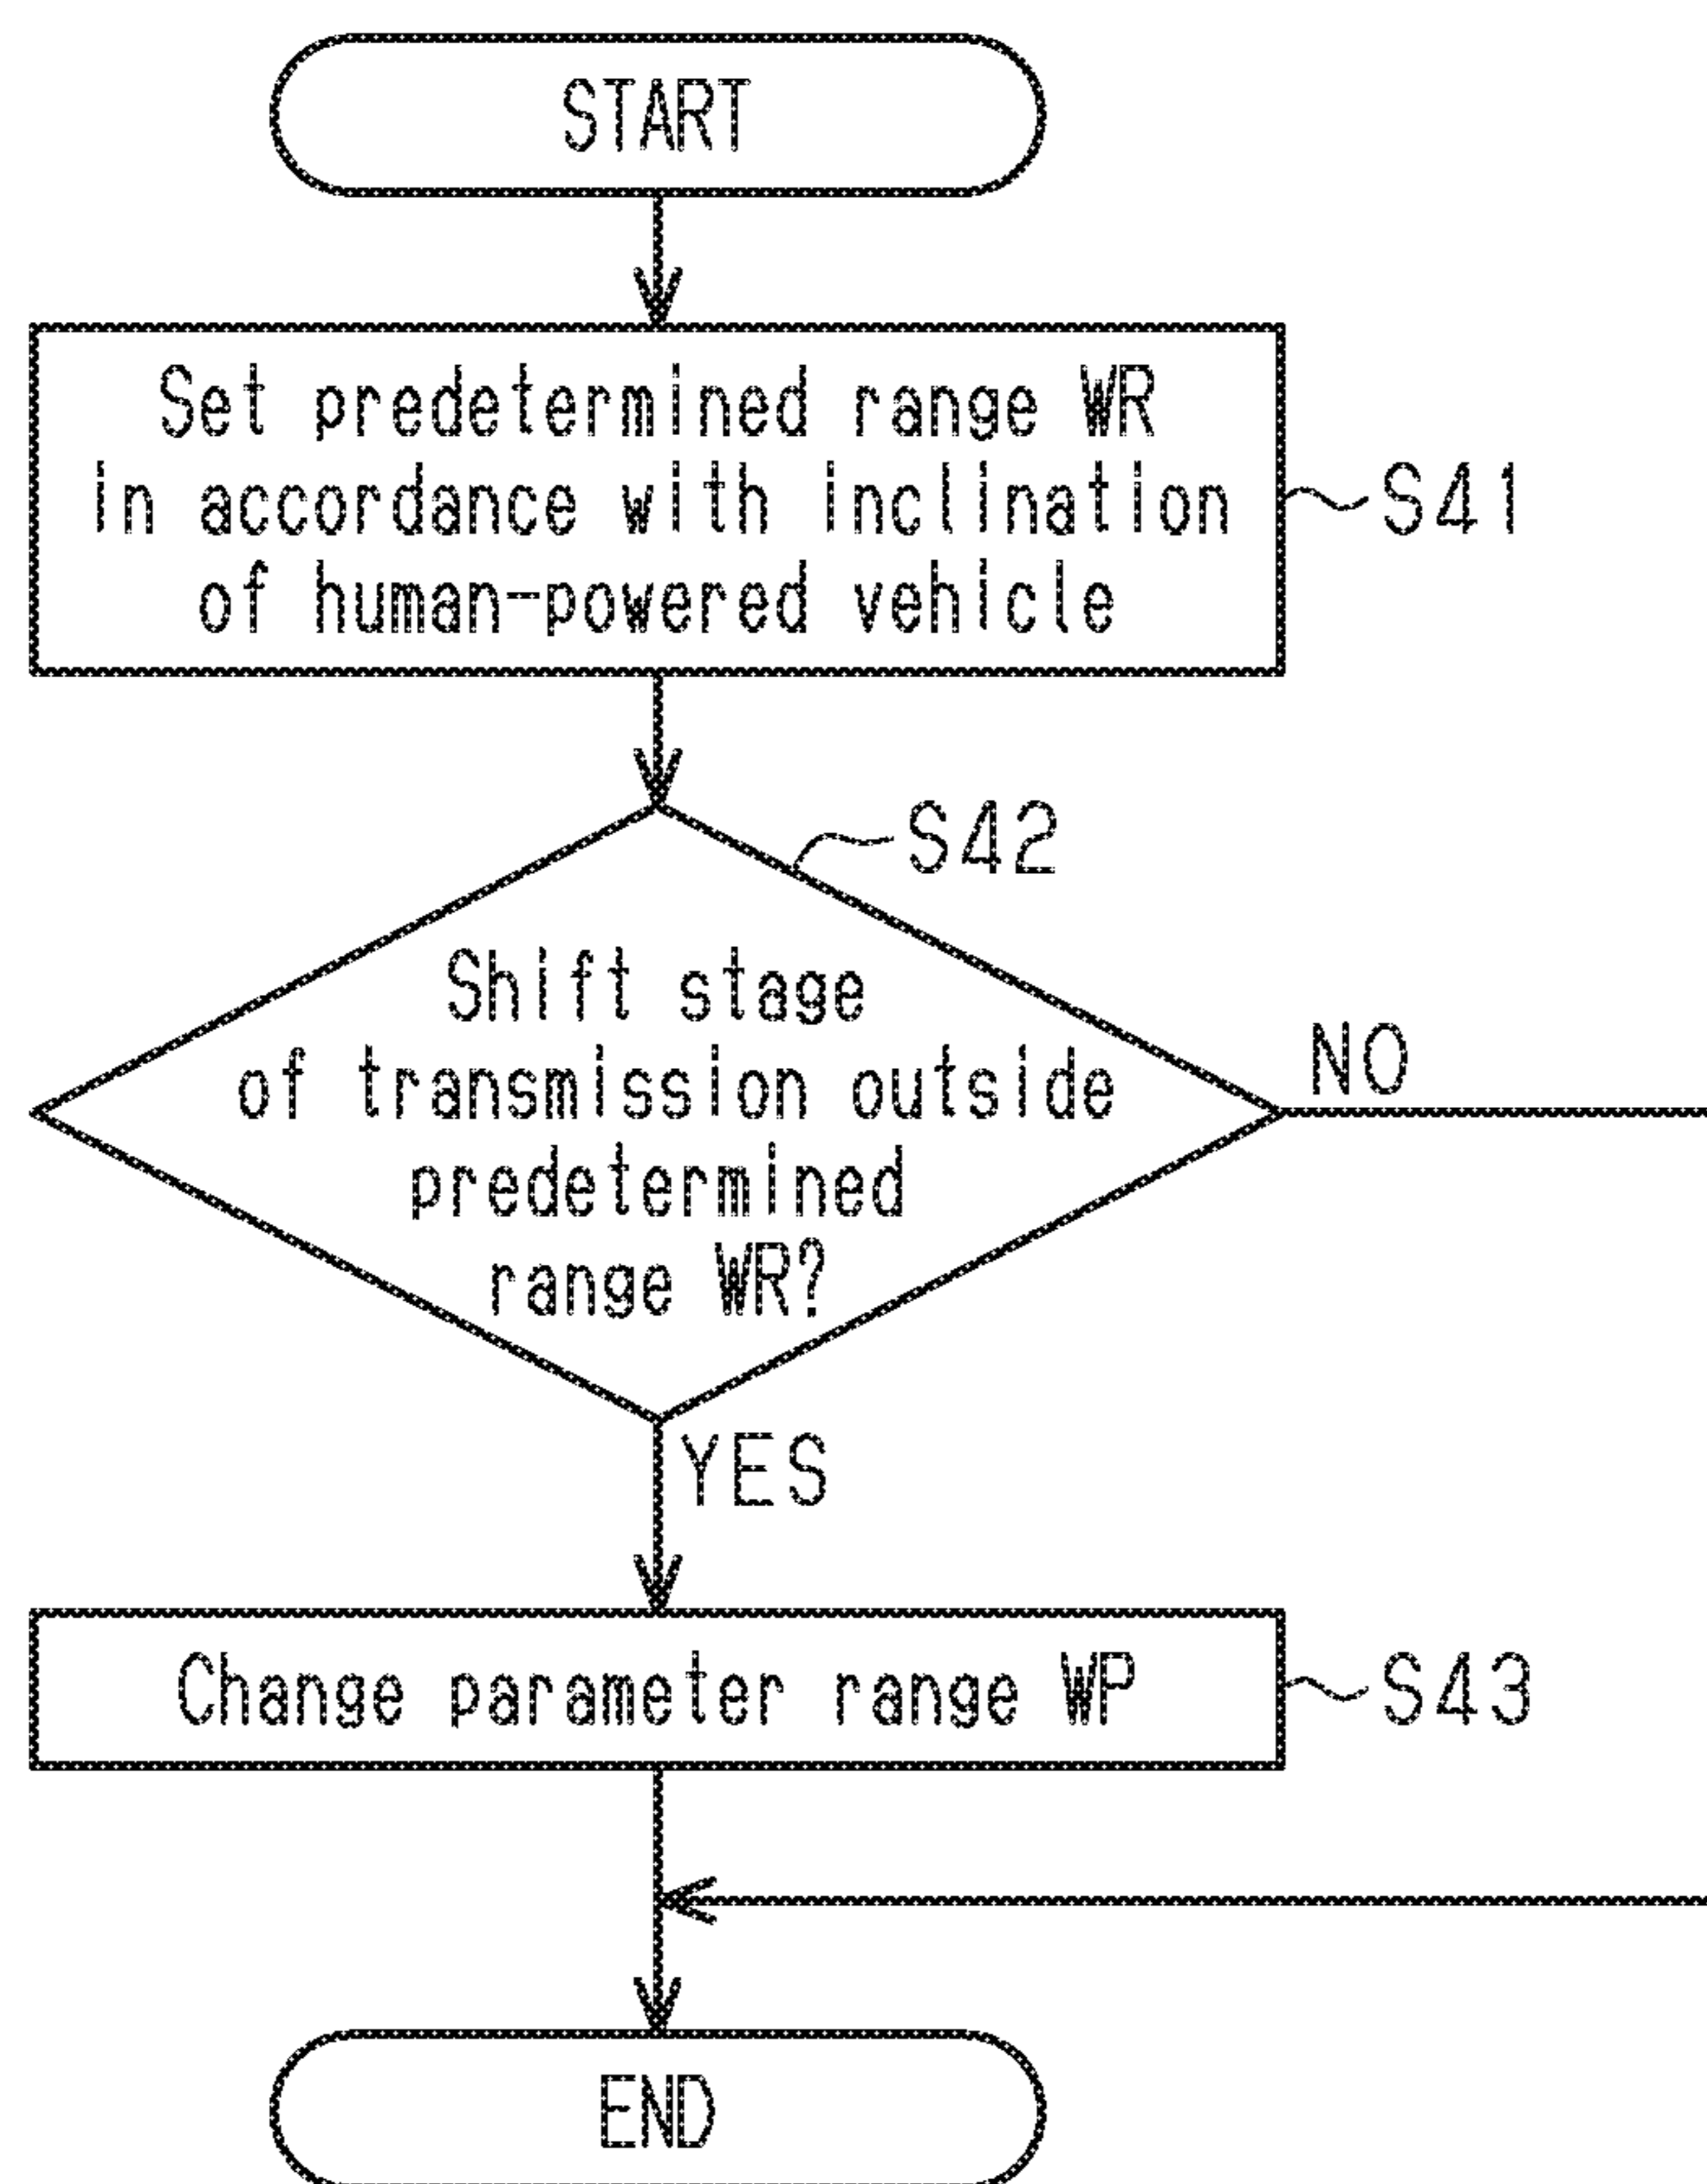 START
Set predetermined range WR
in accordance with inclination
of human-powered vehicle
S41
S42
Shift stage
of transmission outside
predetermined
range WR?
NO
YES
Change parameter range WP
S43
END